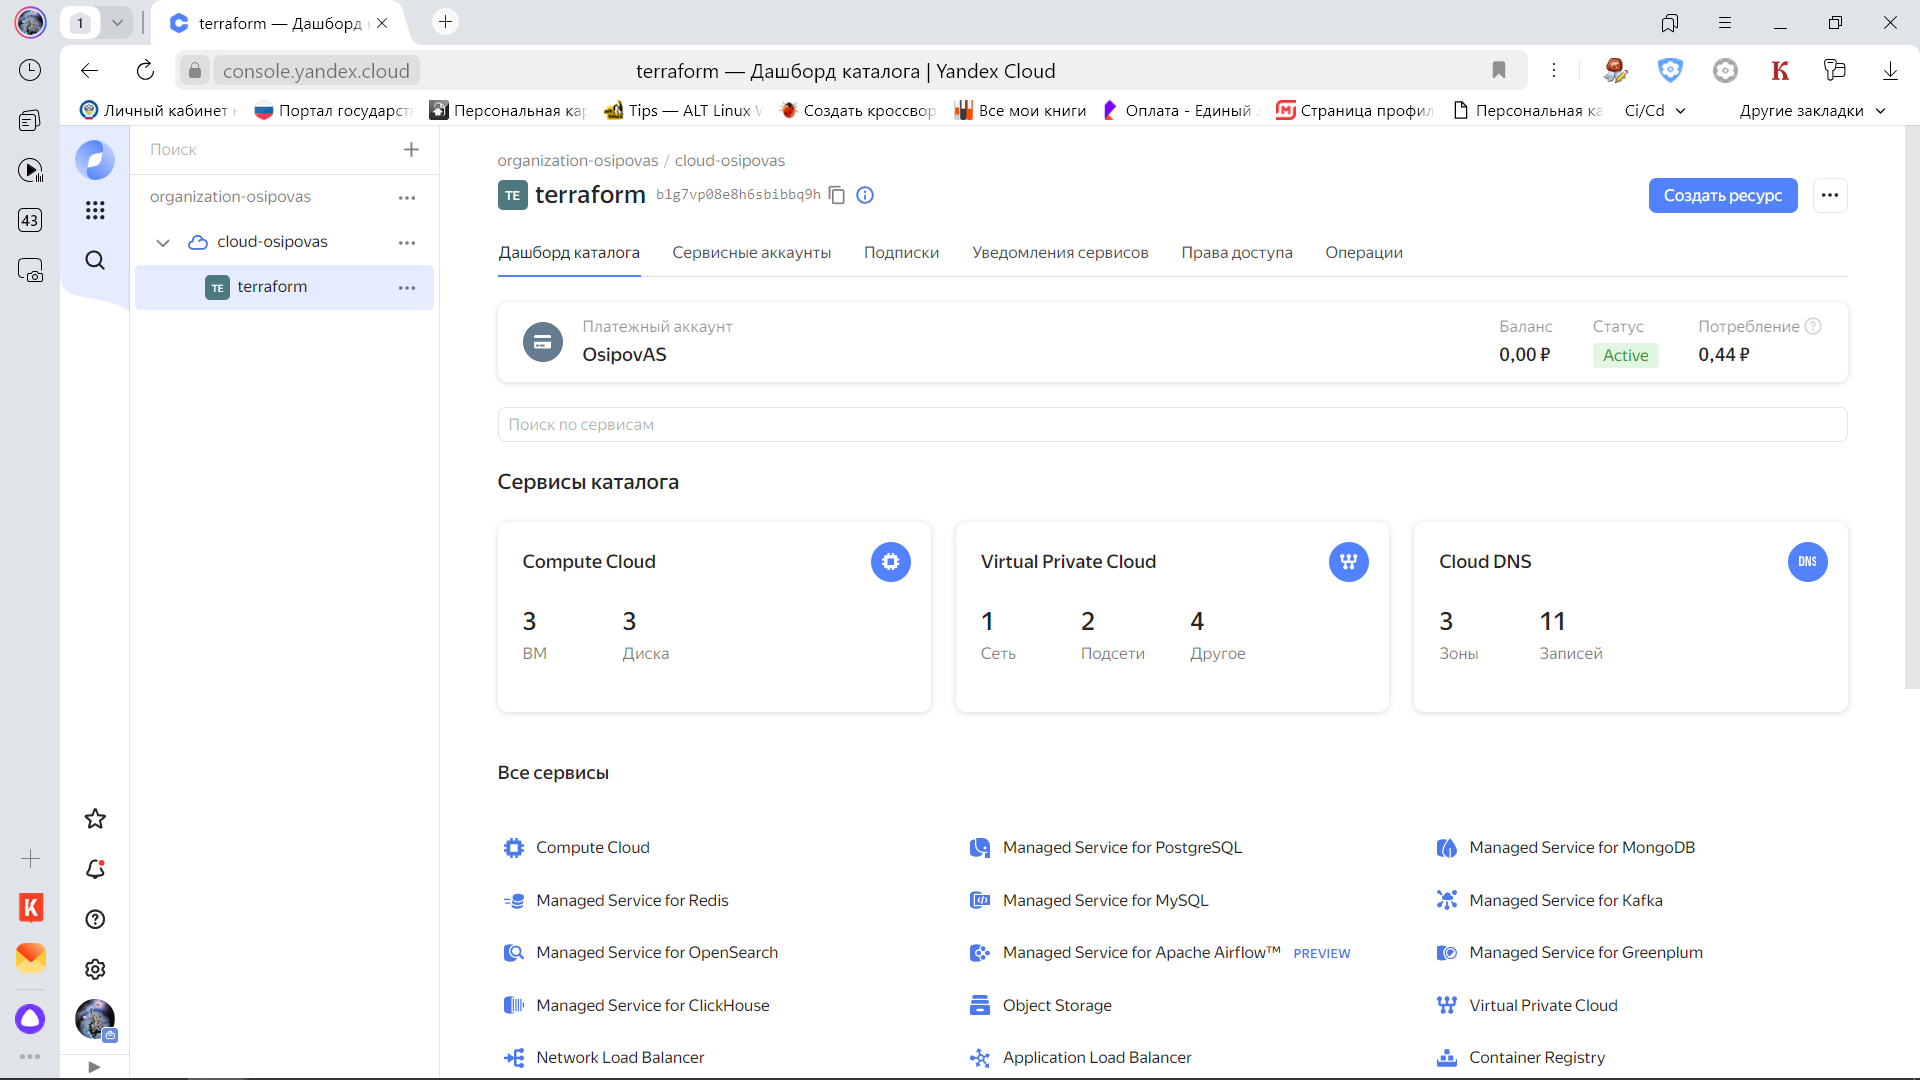 1
terraform — Дашборд
console.yandex.cloud
terraform — Дашборд каталога | Yandex Cloud
Личный кабинет
Портал государст
Персональная кар
Tips — ALT Linux
Создать кроссвор
Все мои книги
Оплата - Единый
Страница профил
Персональная ка
Ci/Cd
Другие закладки
43
Поиск
organization-osipovas
cloud-osipovas
TE terraform
organization-osipovas / cloud-osipovas
TE terraform b1g7vp08e8h6sbibbq9h
Создать ресурс
Дашборд каталога
Сервисные аккаунты
Подписки
Уведомления сервисов
Права доступа
Операции
Платежный аккаунт
OsipovAS
Баланс
0,00 ₽
Статус
Active
Потребление
0,44 ₽
Поиск по сервисам
Сервисы каталога
Compute Cloud
3 3
ВМ Диска
Virtual Private Cloud
1 2 4
Сеть Подсети Другое
Cloud DNS
DNS
3 11
Зоны Записей
Все сервисы
Compute Cloud
Managed Service for PostgreSQL
Managed Service for MongoDB
Managed Service for Redis
Managed Service for MySQL
Managed Service for Kafka
Managed Service for OpenSearch
Managed Service for Apache Airflow™ PREVIEW
Managed Service for Greenplum
Managed Service for ClickHouse
Object Storage
Virtual Private Cloud
Network Load Balancer
Application Load Balancer
Container Registry